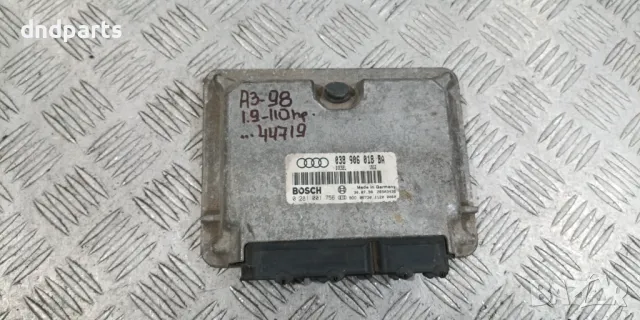 dndparts
A3-98
1.9-110hp.
...44719
038 906 018 BA
BOSCH
Made in Germany
0 281 001 756
BAZAR